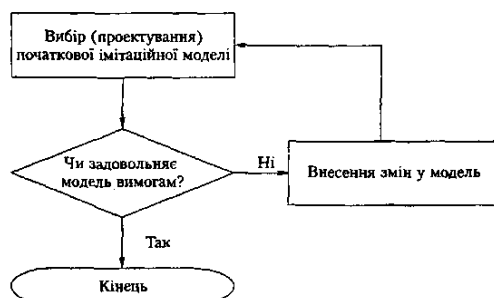 Вибір (проектування)
початкової імітаційної моделі
Чи задовольняє
модель вимогам?
Ні
Внесення змін у модель
Так
Кінець